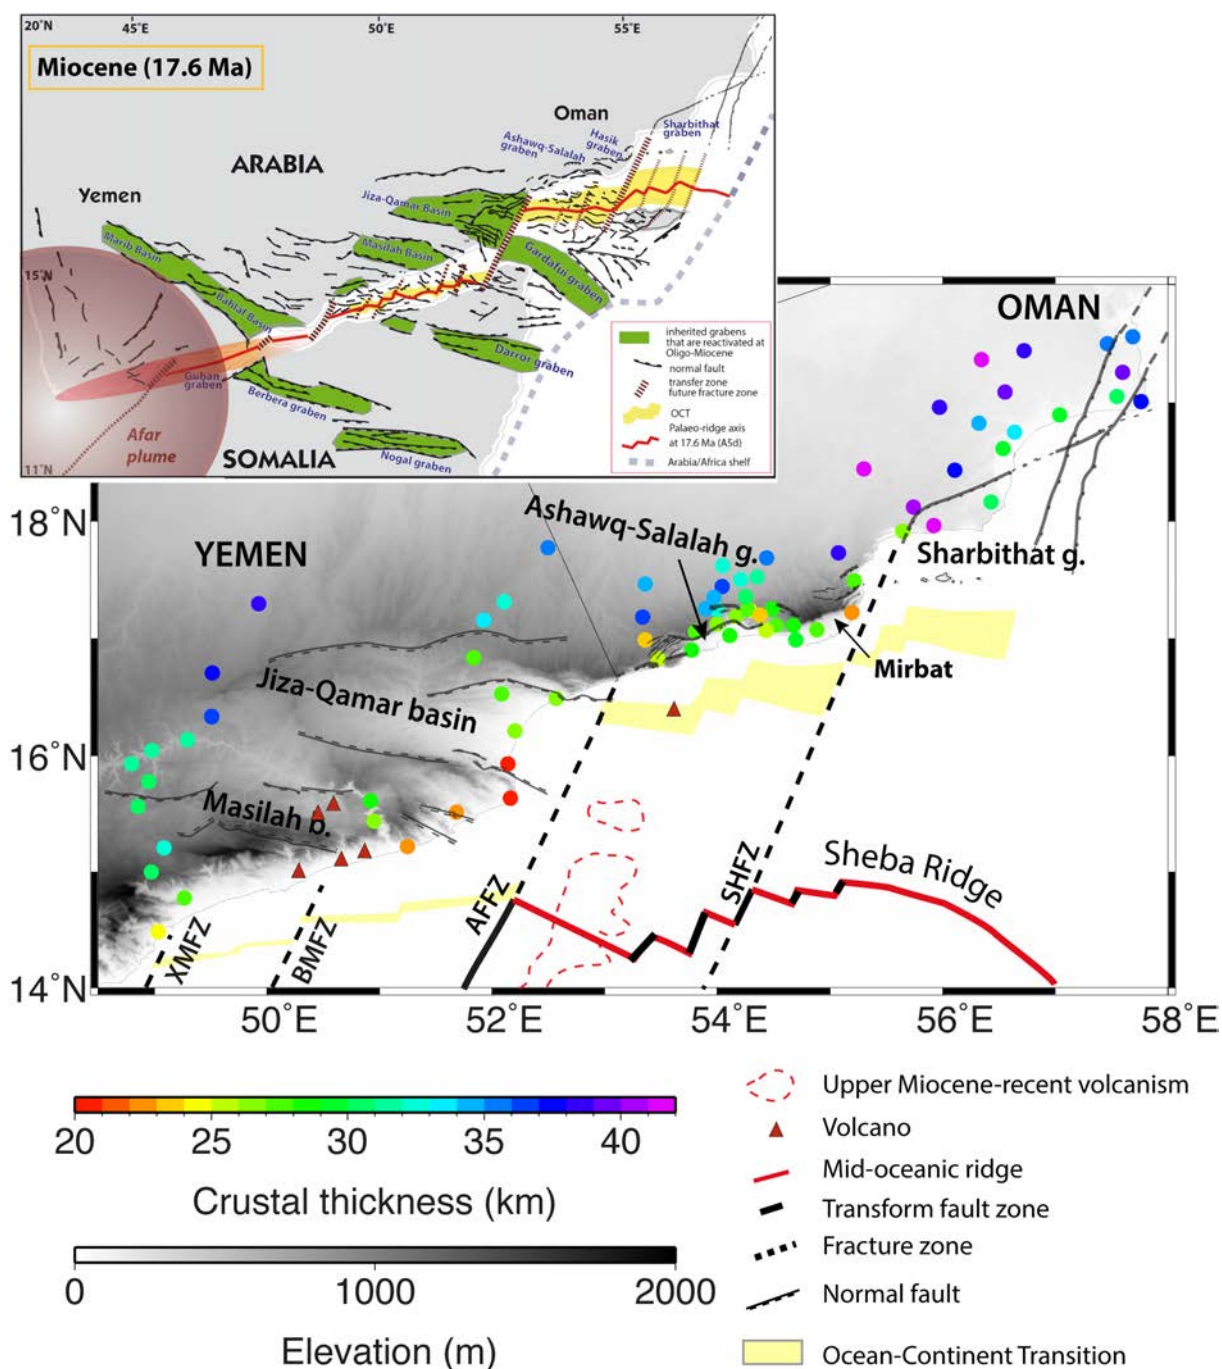 20°N
45°E
50°E
55°E
Miocene (17.6 Ma)
Oman
Sharbithat
graben
Hasik
graben
Ashawq-Salalah
graben
ARABIA
Yemen
Jiza-Qamar Basin
Marib Basin
Masilah Basin
Gardafui graben
15°N
Balhaf Basin
Darror graben
Guban
graben
Berbera graben
Afar
plume
Nogal graben
SOMALIA
11°N
inherited grabens
that are reactivated at
Oligo-Miocene
normal fault
transfer zone
future fracture zone
OCT
Palaeo-ridge axis
at 17.6 Ma (A5d)
Arabia/Africa shelf
OMAN
18°N
Ashawq-Salalah g.
YEMEN
Sharbithat g.
Mirbat
Jiza-Qamar basin
16°N
Masilah b.
Sheba Ridge
SHFZ
AFFZ
XMFZ
BMFZ
14°N
50°E
52°E
54°E
56°E
58°E
20
25
30
35
40
Crustal thickness (km)
0
1000
2000
Elevation (m)
Upper Miocene-recent volcanism
Volcano
Mid-oceanic ridge
Transform fault zone
Fracture zone
Normal fault
Ocean-Continent Transition